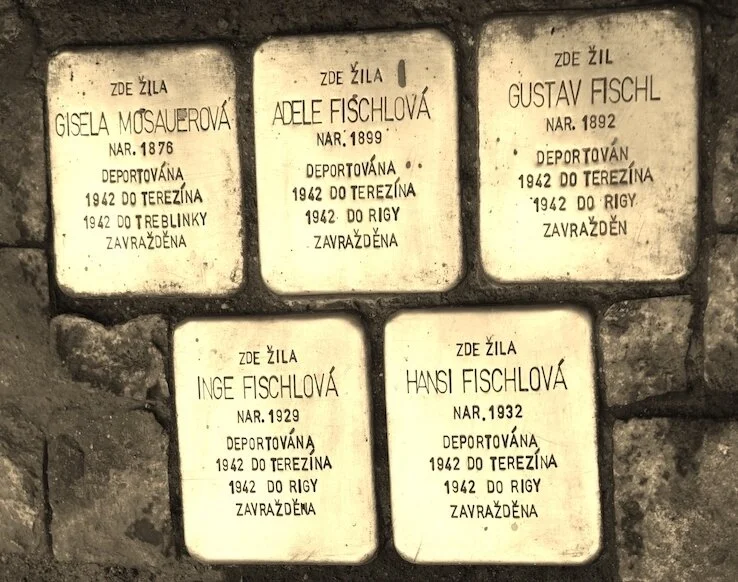 ZDE ŽILA
GISELA MOSAUEROVÁ
NAR. 1876
DEPORTOVÁNA
1942 DO TEREZÍNA
1942 DO TREBLINKY
ZAVRAŽDĚNA
ZDE ŽILA
ADELE FISCHLOVÁ
NAR. 1899
DEPORTOVÁNA
1942 DO TEREZÍNA
1942 DO RIGY
ZAVRAŽDĚNA
ZDE ŽIL
GUSTAV FISCHL
NAR. 1892
DEPORTOVÁN
1942 DO TEREZÍNA
1942 DO RIGY
ZAVRAŽDĚN
ZDE ŽILA
INGE FISCHLOVÁ
NAR. 1929
DEPORTOVÁNA
1942 DO TEREZÍNA
1942 DO RIGY
ZAVRAŽDĚNA
ZDE ŽILA
HANSI FISCHLOVÁ
NAR. 1932
DEPORTOVÁNA
1942 DO TEREZÍNA
1942 DO RIGY
ZAVRAŽDĚNA